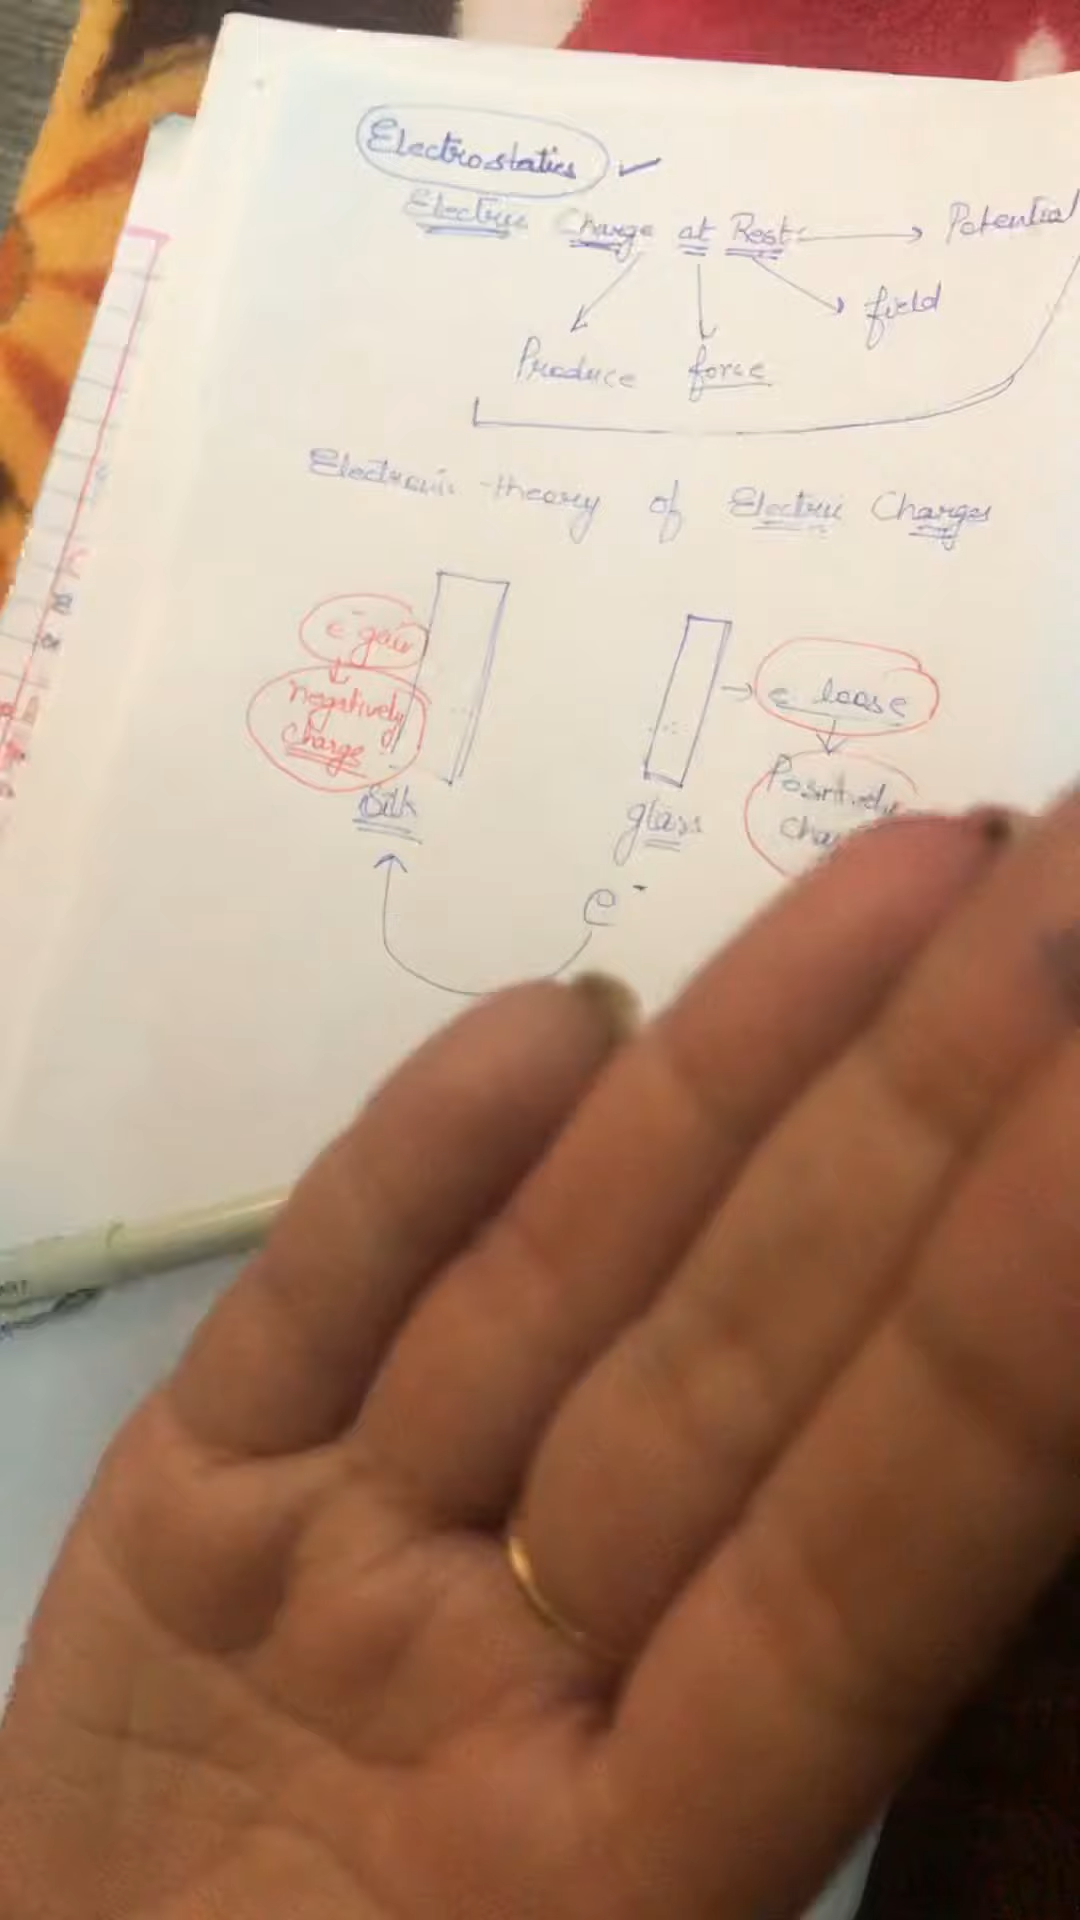 Electrostatics
Electric Charge at Rest → Potential
field
Produce force
Electronic theory of Electric Charges
e⁻ gain
negatively
Charge
Silk
glass
e⁻ loose
Positively
e⁻